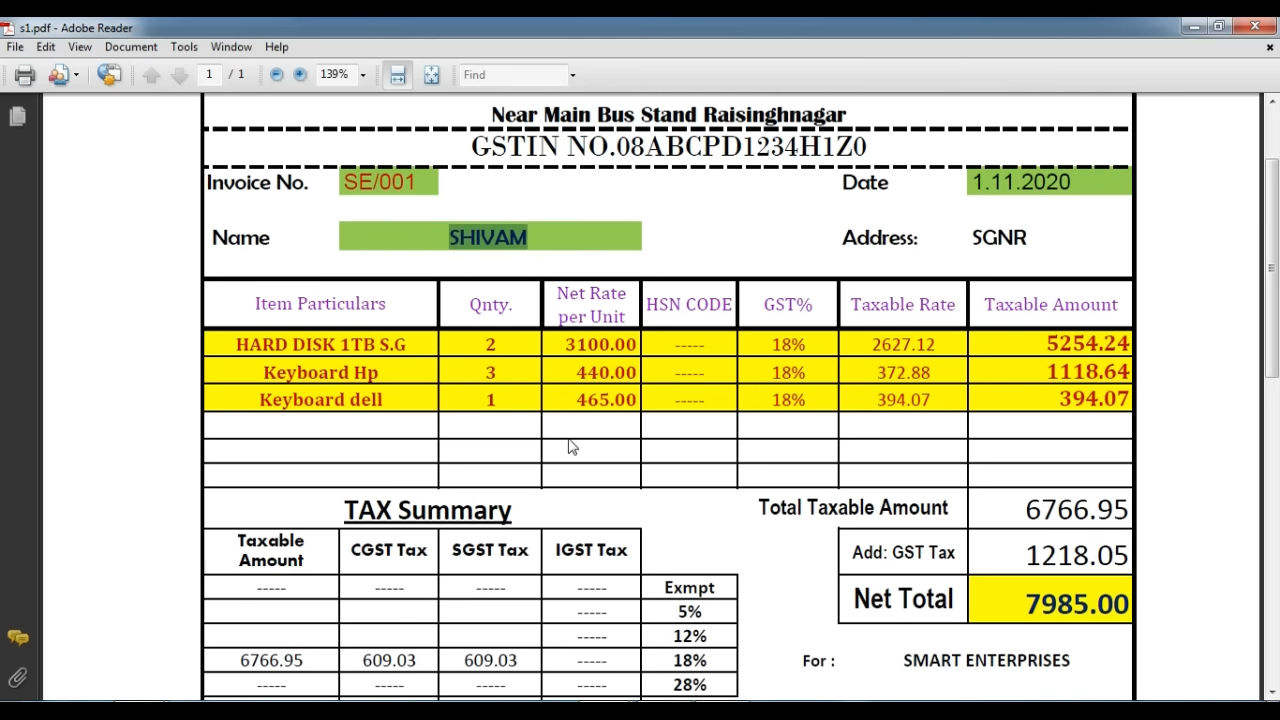 s1.pdf - Adobe Reader
File Edit View Document Tools Window Help
1 / 1 139% Find
Near Main Bus Stand Raisinghnagar
GSTIN NO.08ABCPD1234H1Z0
Invoice No. SE/001 Date 1.11.2020
Name SHIVAM Address: SGNR
Item Particulars Qnty. Net Rate per Unit HSN CODE GST% Taxable Rate Taxable Amount
HARD DISK 1TB S.G 2 3100.00 ----- 18% 2627.12 5254.24
Keyboard Hp 3 440.00 ----- 18% 372.88 1118.64
Keyboard dell 1 465.00 ----- 18% 394.07 394.07
TAX Summary Total Taxable Amount 6766.95
Taxable Amount CGST Tax SGST Tax IGST Tax Add: GST Tax 1218.05
----- ----- ----- ----- Exmpt Net Total 7985.00
----- 5%
----- 12%
6766.95 609.03 609.03 ----- 18% For : SMART ENTERPRISES
----- ----- ----- ----- 28%